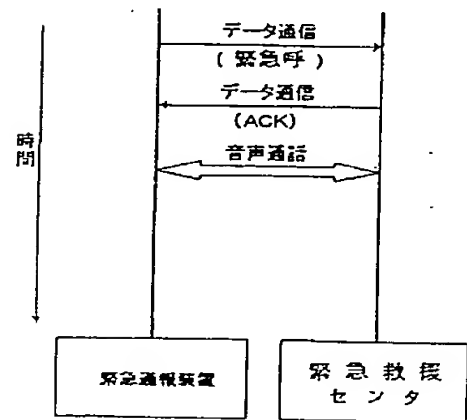 データ通信
(緊急呼)
データ通信
(ACK)
音声通話
時間
緊急通報装置
緊急救援
センタ